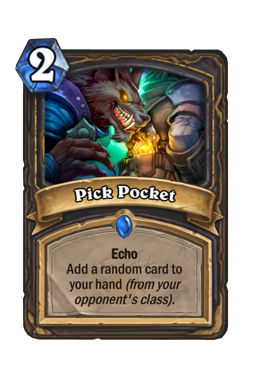 2
Pick Pocket
Echo
Add a random card to
your hand (from your
opponent's class).